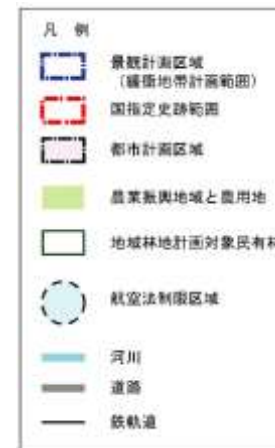 凡 例
景観計画区域
(緩衝地帯計画範囲)
国指定史跡範囲
都市計画区域
農業振興地域と農用地
地域林地計画対象民有林
航空法制限区域
河川
道路
鉄軌道